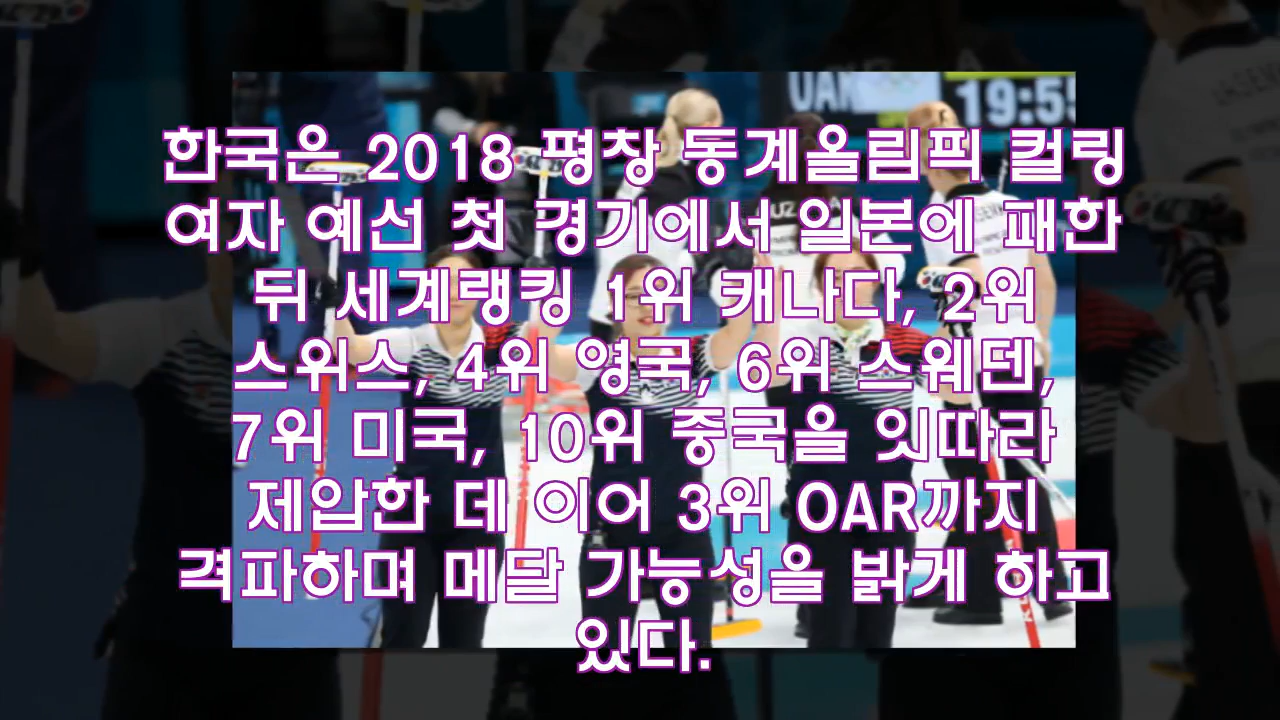 한국은 2018 평창 동계올림픽 컬링
여자 예선 첫 경기에서 일본에 패한
뒤 세계랭킹 1위 캐나다, 2위
스위스, 4위 영국, 6위 스웨덴,
7위 미국, 10위 중국을 잇따라
제압한 데 이어 3위 OAR까지
격파하며 메달 가능성을 밝게 하고
있다.
OAR
19:55